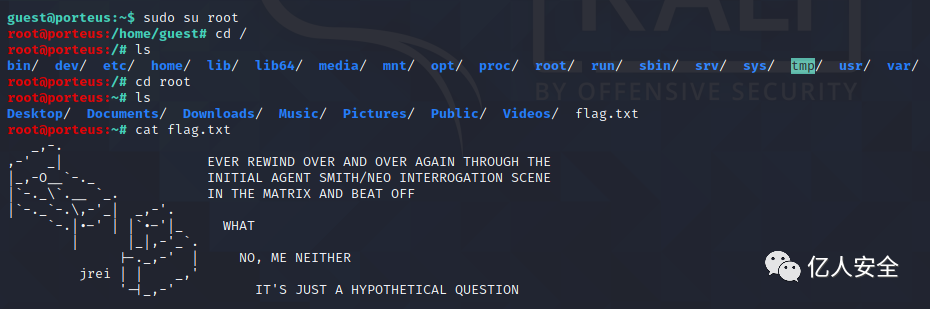 guest@porteus:~$ sudo su root
root@porteus:/home/guest# cd /
root@porteus:/# ls
bin/ dev/ etc/ home/ lib/ lib64/ media/ mnt/ opt/ proc/ root/ run/ sbin/ srv/ sys/ tmp/ usr/ var/
root@porteus:/# cd root
root@porteus:~# ls
Desktop/ Documents/ Downloads/ Music/ Pictures/ Public/ Videos/ flag.txt
root@porteus:~# cat flag.txt
EVER REWIND OVER AND OVER AGAIN THROUGH THE
INITIAL AGENT SMITH/NEO INTERROGATION SCENE
IN THE MATRIX AND BEAT OFF
WHAT
NO, ME NEITHER
jrei
IT'S JUST A HYPOTHETICAL QUESTION
KALI
BY OFFENSIVE SECURITY
亿人安全